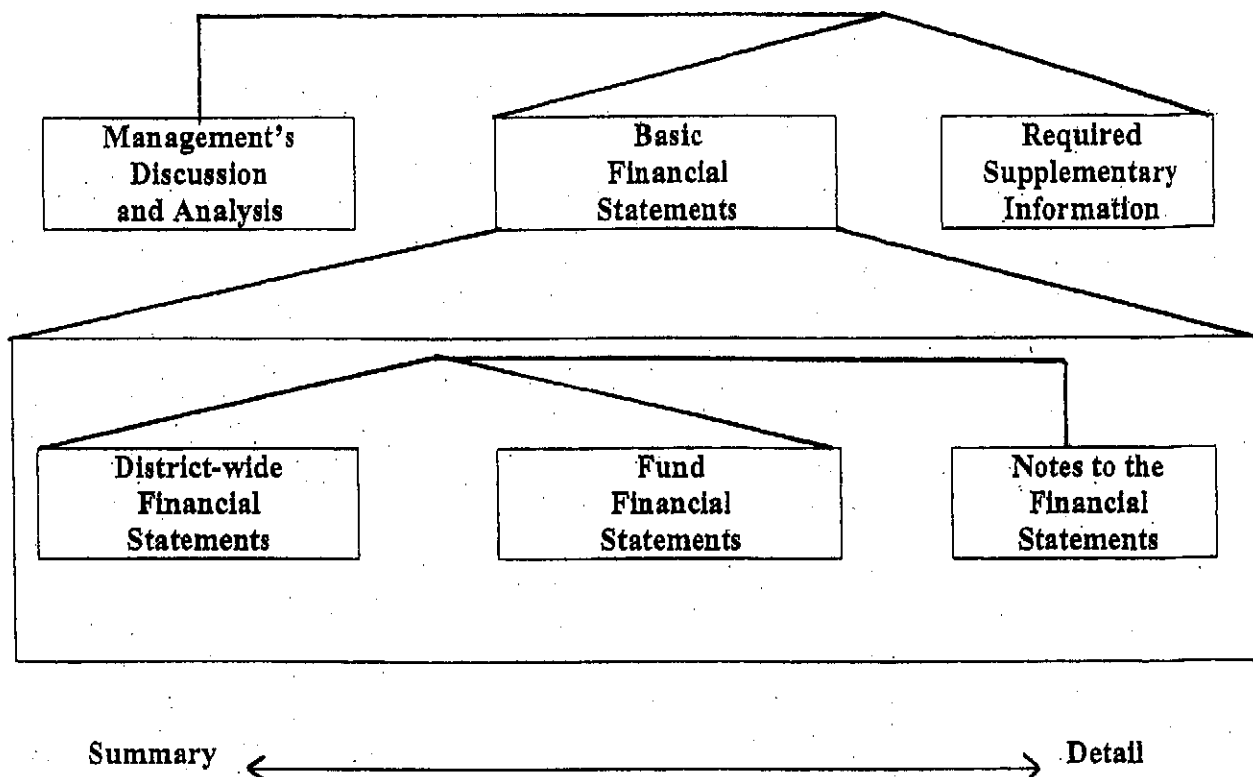 Management's
Discussion
and Analysis
Basic
Financial
Statements
Required
Supplementary
Information
District-wide
Financial
Statements
Fund
Financial
Statements
Notes to the
Financial
Statements
Summary
Detail